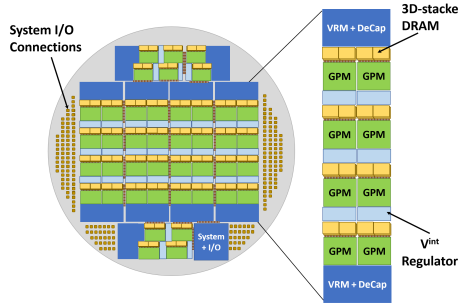 System I/O
Connections
System
+ I/O
VRM + DeCap
3D-stacke
DRAM
GPM GPM
GPM GPM
GPM GPM
GPM GPM
V^int
Regulator
VRM + DeCap